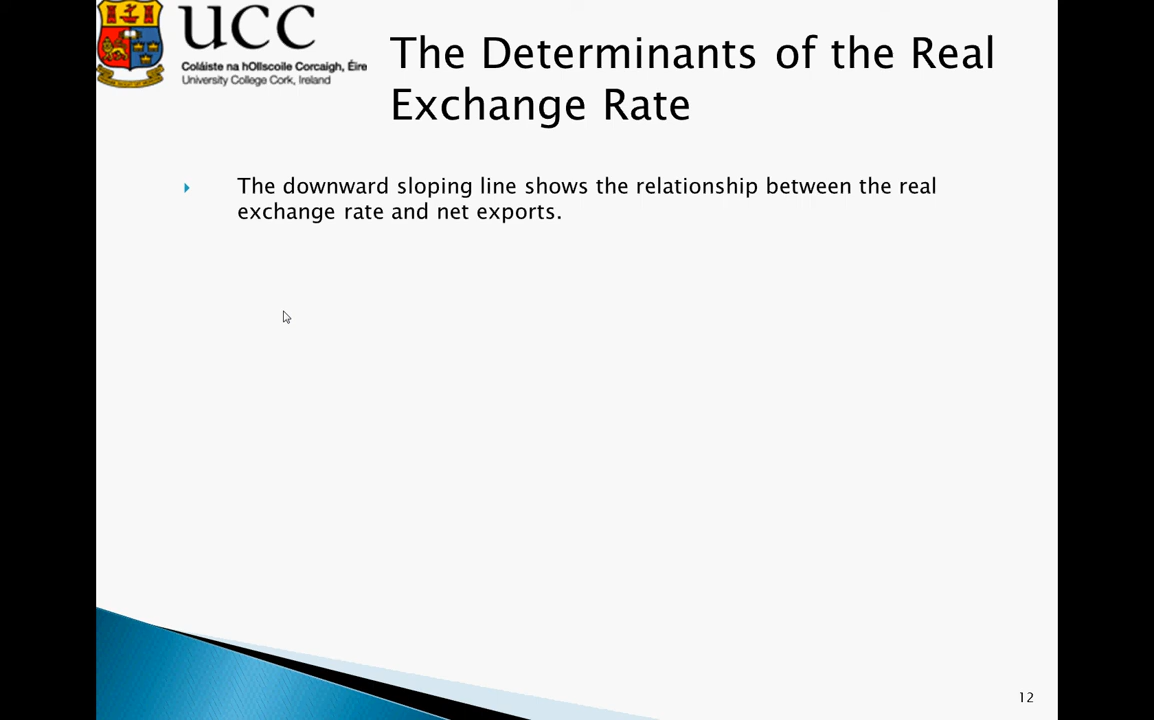 ucc
Coláiste na hOllscoile Corcaigh, Éire
University College Cork, Ireland
The Determinants of the Real
Exchange Rate
The downward sloping line shows the relationship between the real
exchange rate and net exports.
12